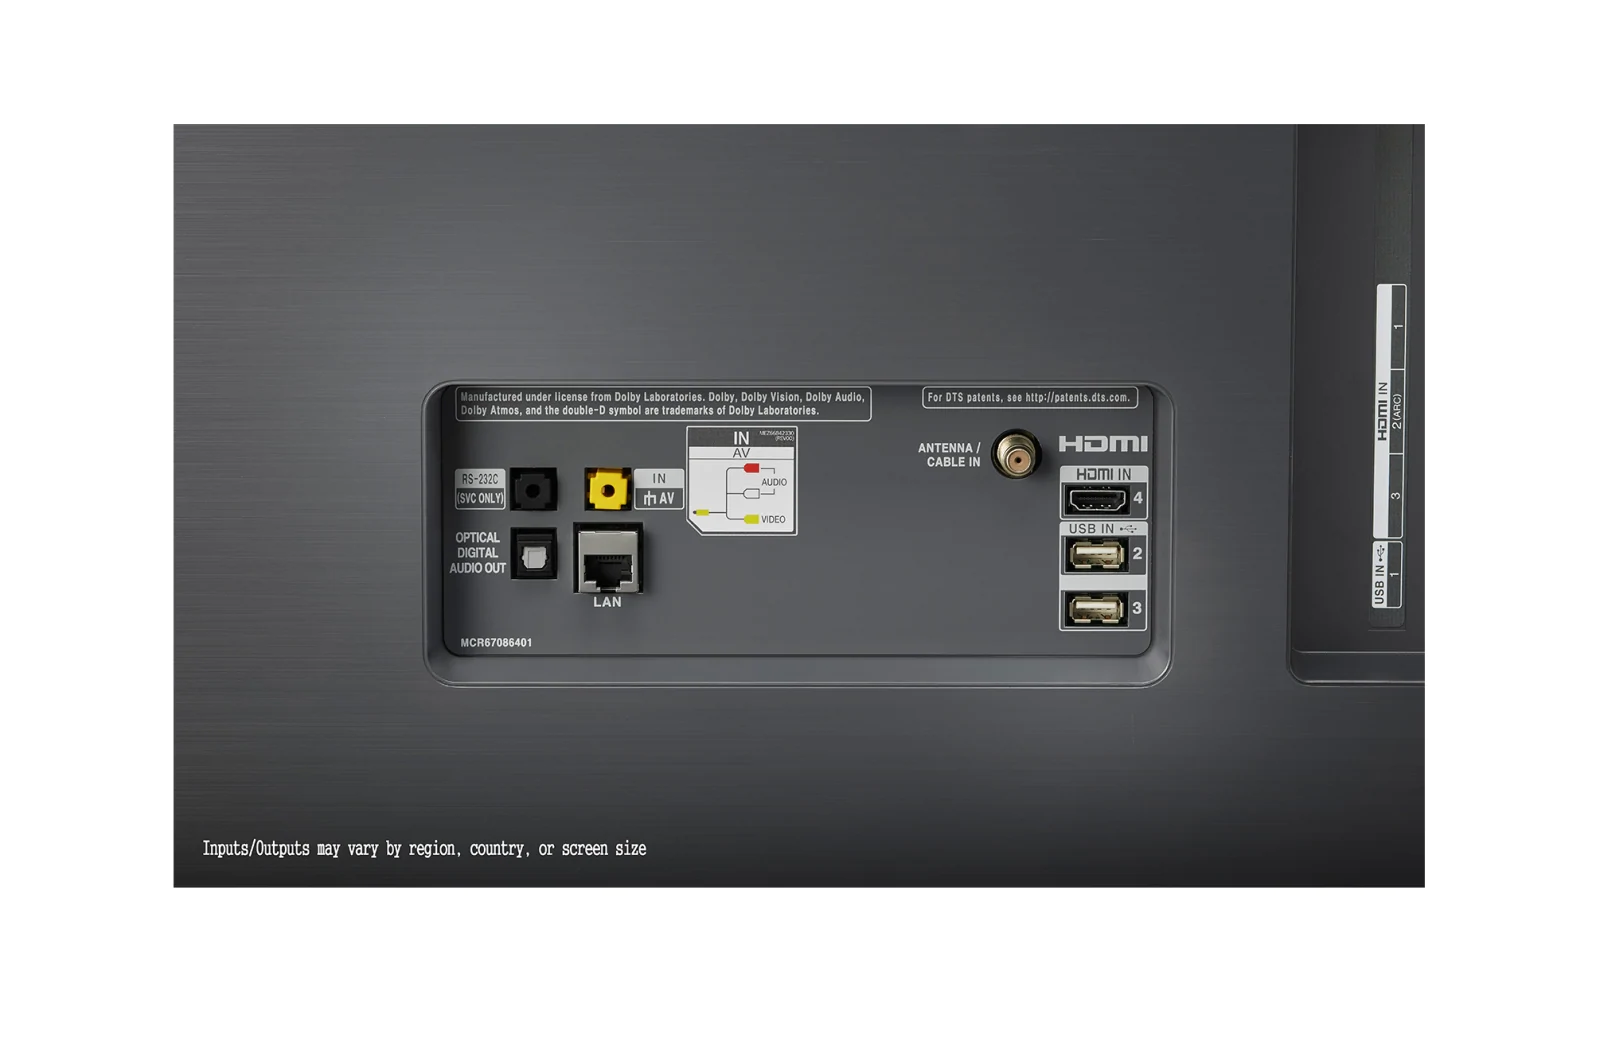 Manufactured under license from Dolby Laboratories. Dolby, Dolby Vision, Dolby Audio,
Dolby Atmos, and the double-D symbol are trademarks of Dolby Laboratories.
For DTS patents, see http://patents.dts.com.
IN
AV
AUDIO
VIDEO
ANTENNA /
CABLE IN
HDMI
HDMI IN
4
USB IN
2
3
RS-232C
(SVC ONLY)
IN
AV
OPTICAL
DIGITAL
AUDIO OUT
LAN
MCR67086401
HDMI IN
1
2(ARC)
3
USB IN
1
Inputs/Outputs may vary by region, country, or screen size